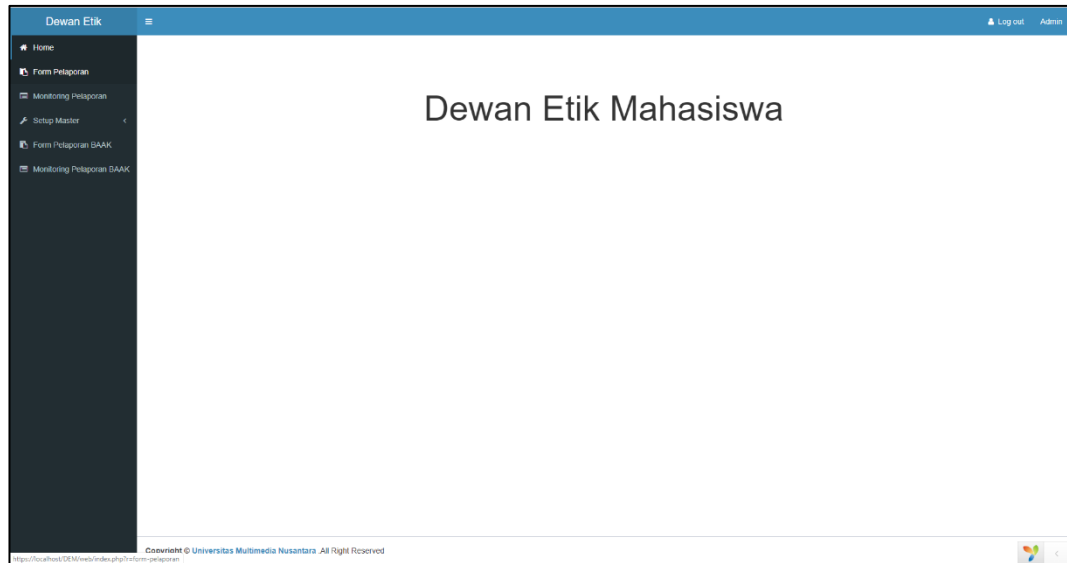 Dewan Etik
Log out Admin
Home
Form Pelaporan
Monitoring Pelaporan
Setup Master
Form Pelaporan BAAK
Monitoring Pelaporan BAAK
Dewan Etik Mahasiswa
Copyright © Universitas Multimedia Nusantara .All Right Reserved
https://localhost/DEM/web/index.php?r=form-pelaporan